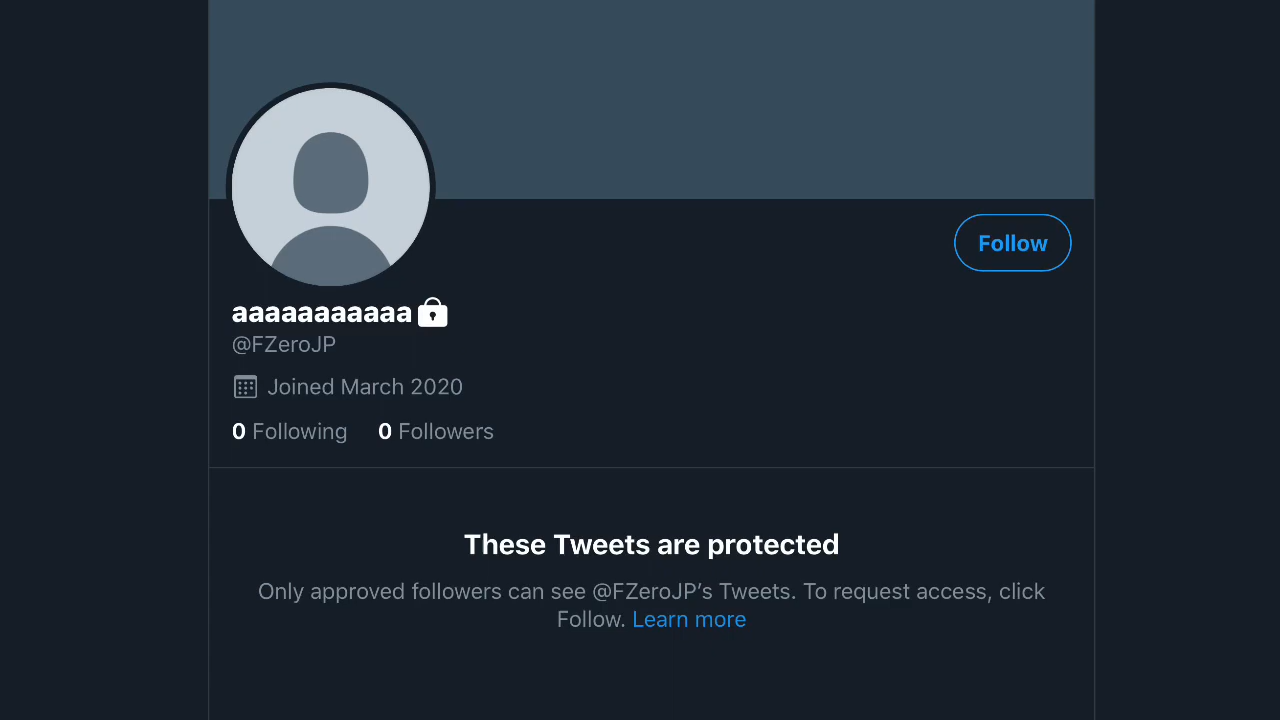 Follow
aaaaaaaaaaa
@FZeroJP
Joined March 2020
0 Following 0 Followers
These Tweets are protected
Only approved followers can see @FZeroJP’s Tweets. To request access, click
Follow. Learn more